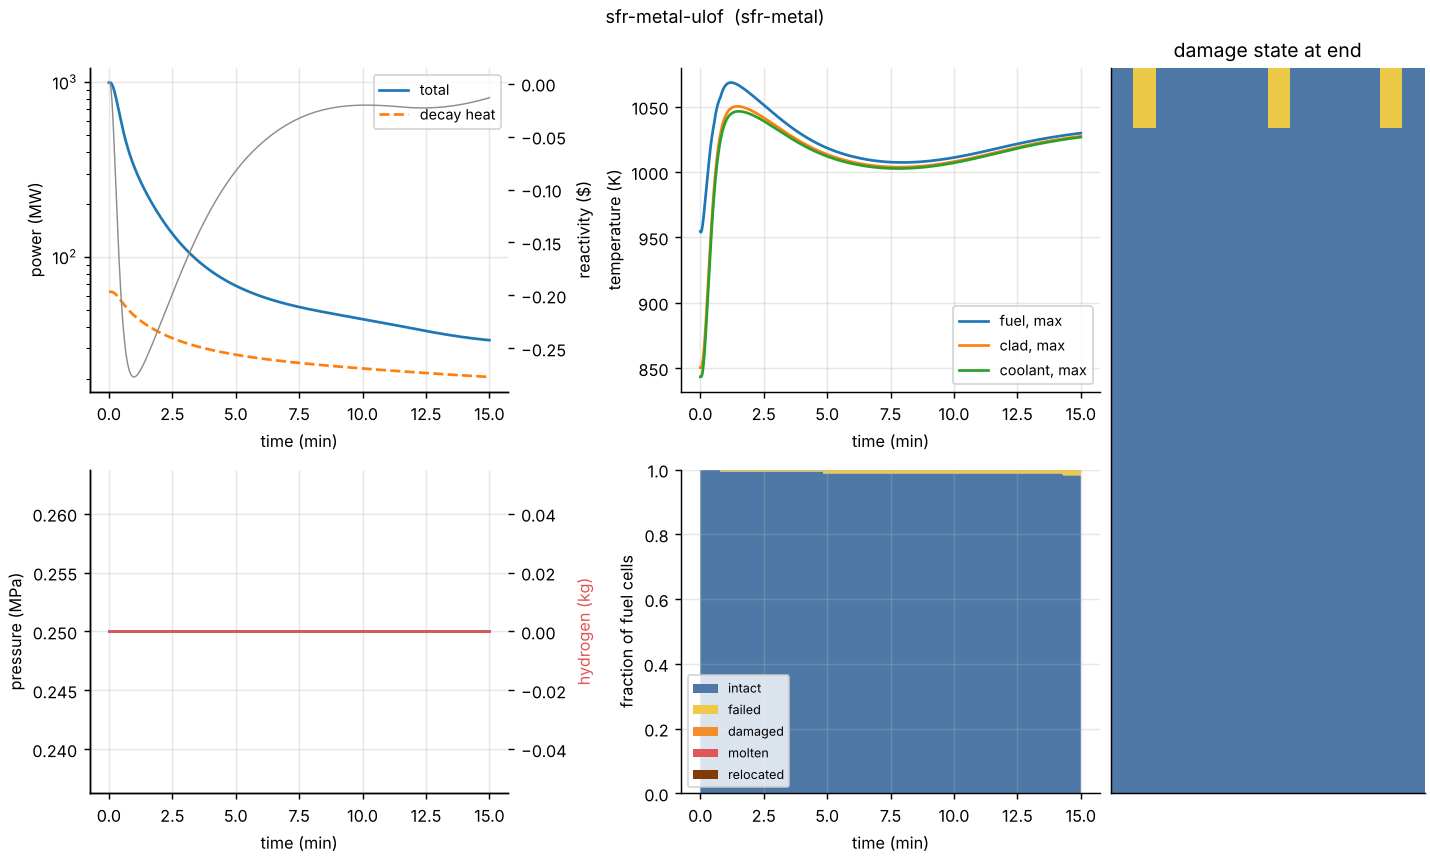 sfr-metal-ulof  (sfr-metal)
10³
10²
power (MW)
0.0 2.5 5.0 7.5 10.0 12.5 15.0
time (min)
total
decay heat
0.00
−0.05
−0.10
−0.15
−0.20
−0.25
reactivity ($)
1050
1000
950
900
850
temperature (K)
fuel, max
clad, max
coolant, max
0.0 2.5 5.0 7.5 10.0 12.5 15.0
time (min)
damage state at end
0.260
0.255
0.250
0.245
0.240
pressure (MPa)
0.04
0.02
0.00
−0.02
−0.04
hydrogen (kg)
0.0 2.5 5.0 7.5 10.0 12.5 15.0
time (min)
1.0
0.8
0.6
0.4
0.2
0.0
fraction of fuel cells
intact
failed
damaged
molten
relocated
0.0 2.5 5.0 7.5 10.0 12.5 15.0
time (min)